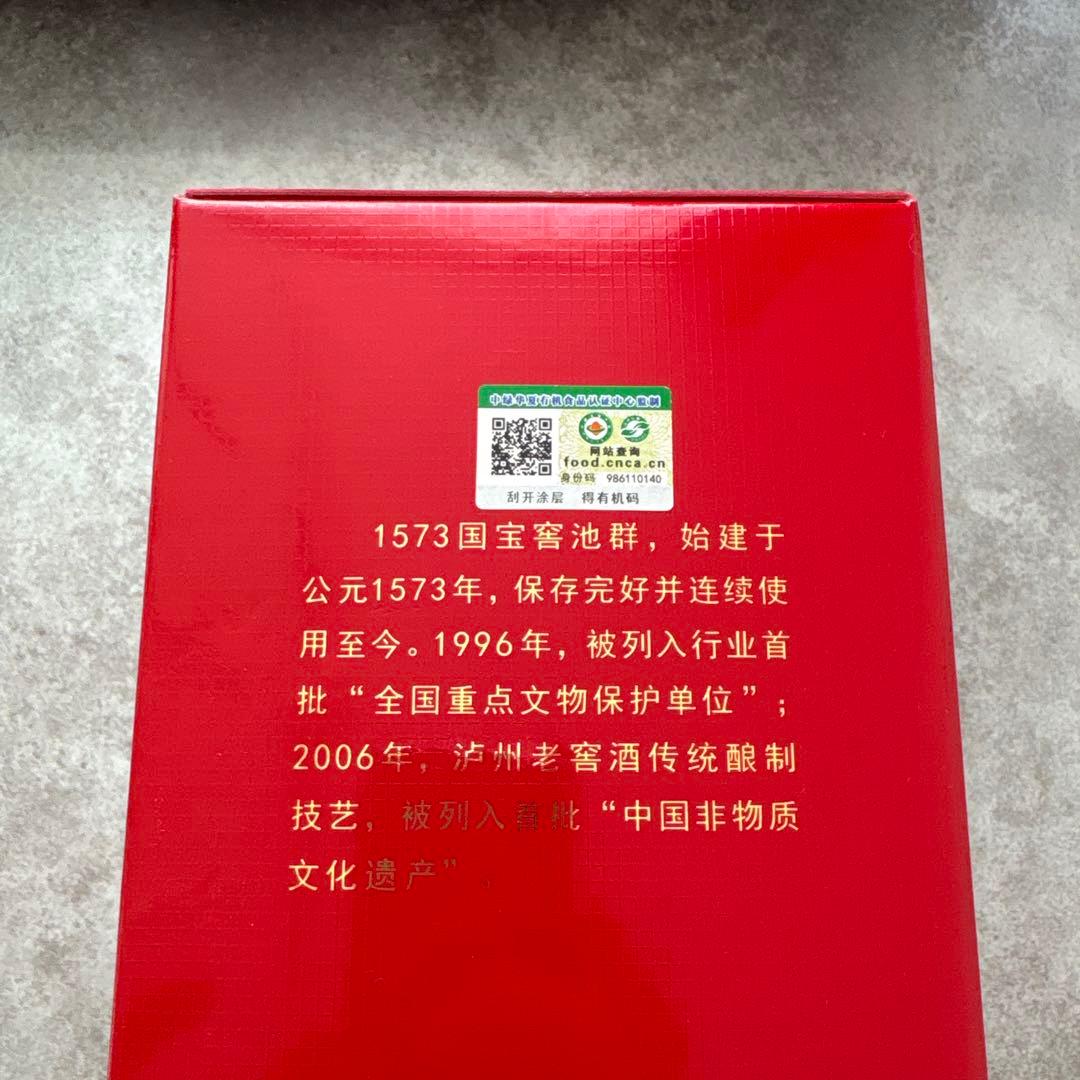 中绿华夏有机食品认证中心监制
网站查询
food.cnca.cn
身份码 986110140
刮开涂层 得有机码
1573国宝窖池群，始建于
公元1573年，保存完好并连续使
用至今。1996年，被列入行业首
批“全国重点文物保护单位”；
2006年，泸州老窖酒传统酿制
技艺，被列入首批“中国非物质
文化遗产”。